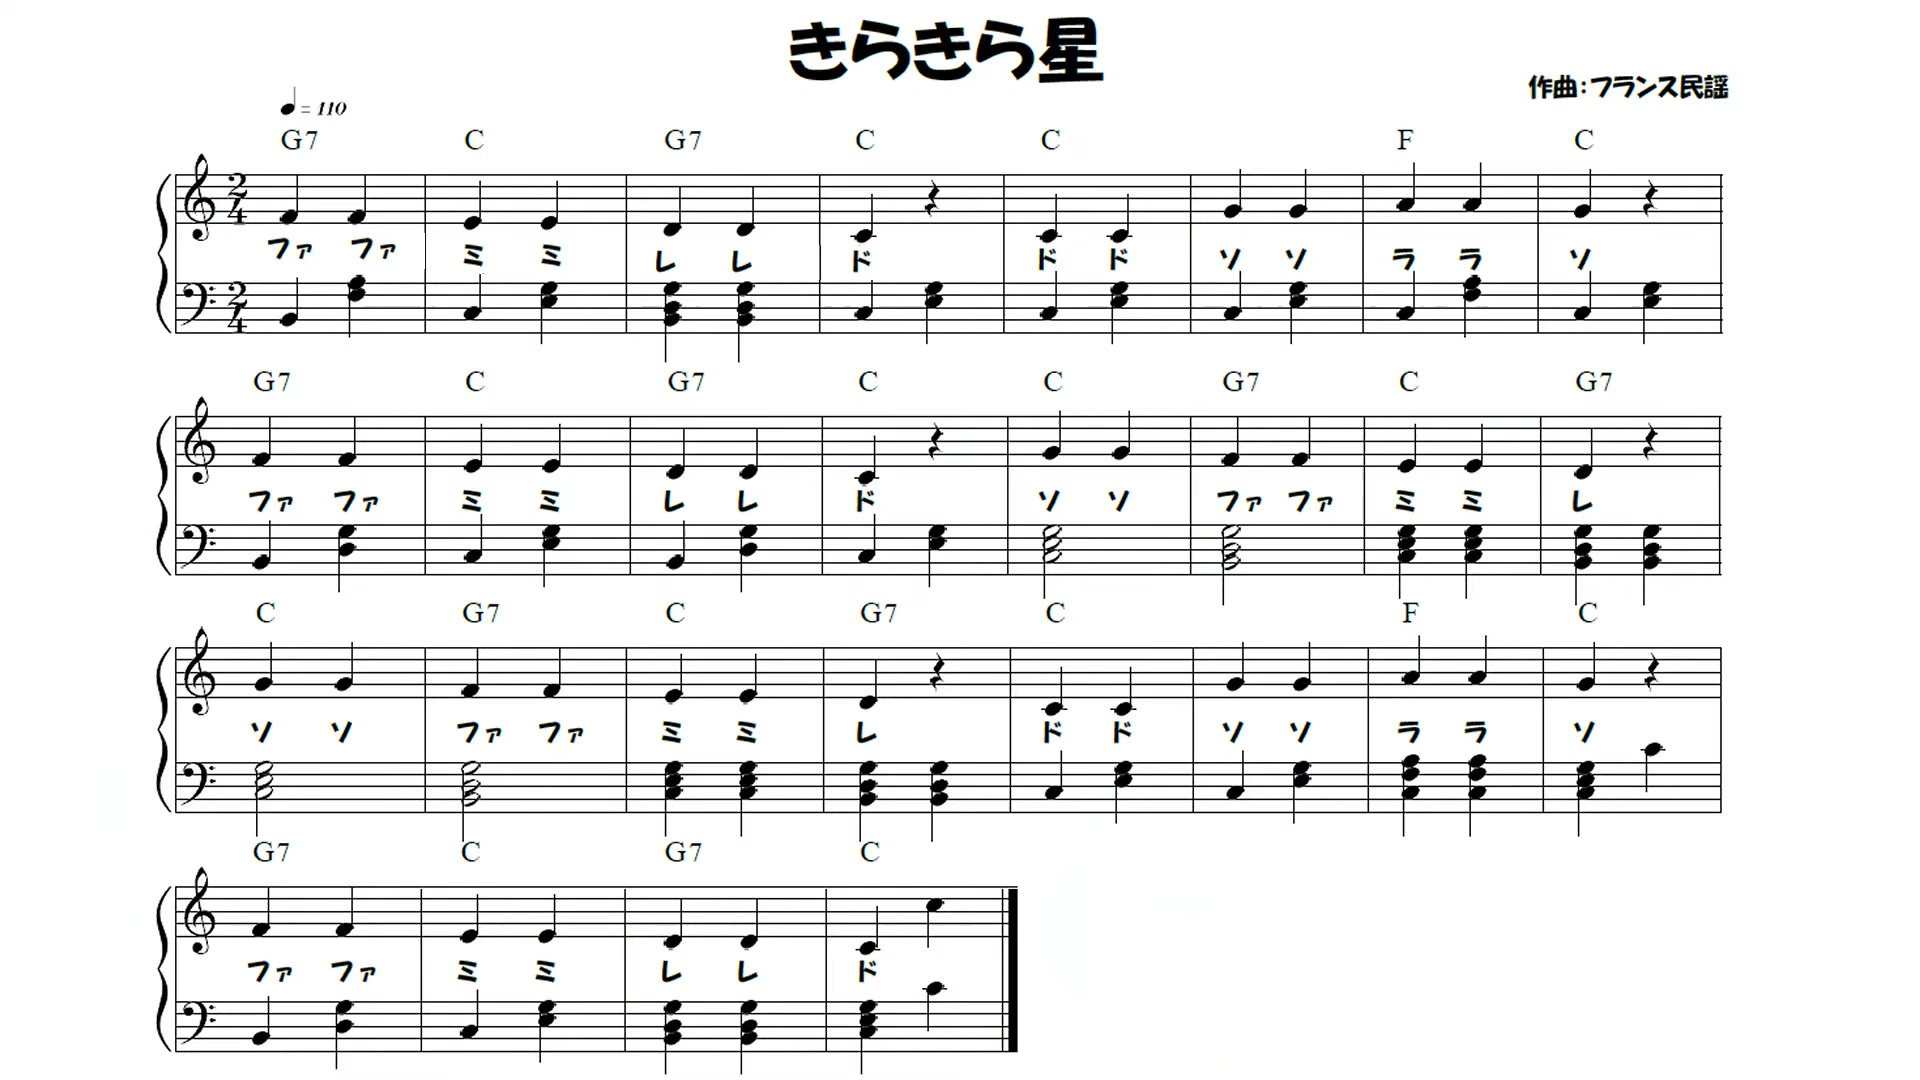 きらきら星
作曲：フランス民謡
= 110
G7 C G7 C C F C
2 4
ファ ファ ミ ミ レ レ ド ド ド ソ ソ ラ ラ ソ
2 4
G7 C G7 C C G7 C G7
ファ ファ ミ ミ レ レ ド ソ ソ ファ ファ ミ ミ レ
C G7 C G7 C F C
ソ ソ ファ ファ ミ ミ レ ド ド ソ ソ ラ ラ ソ
G7 C G7 C
ファ ファ ミ ミ レ レ ド